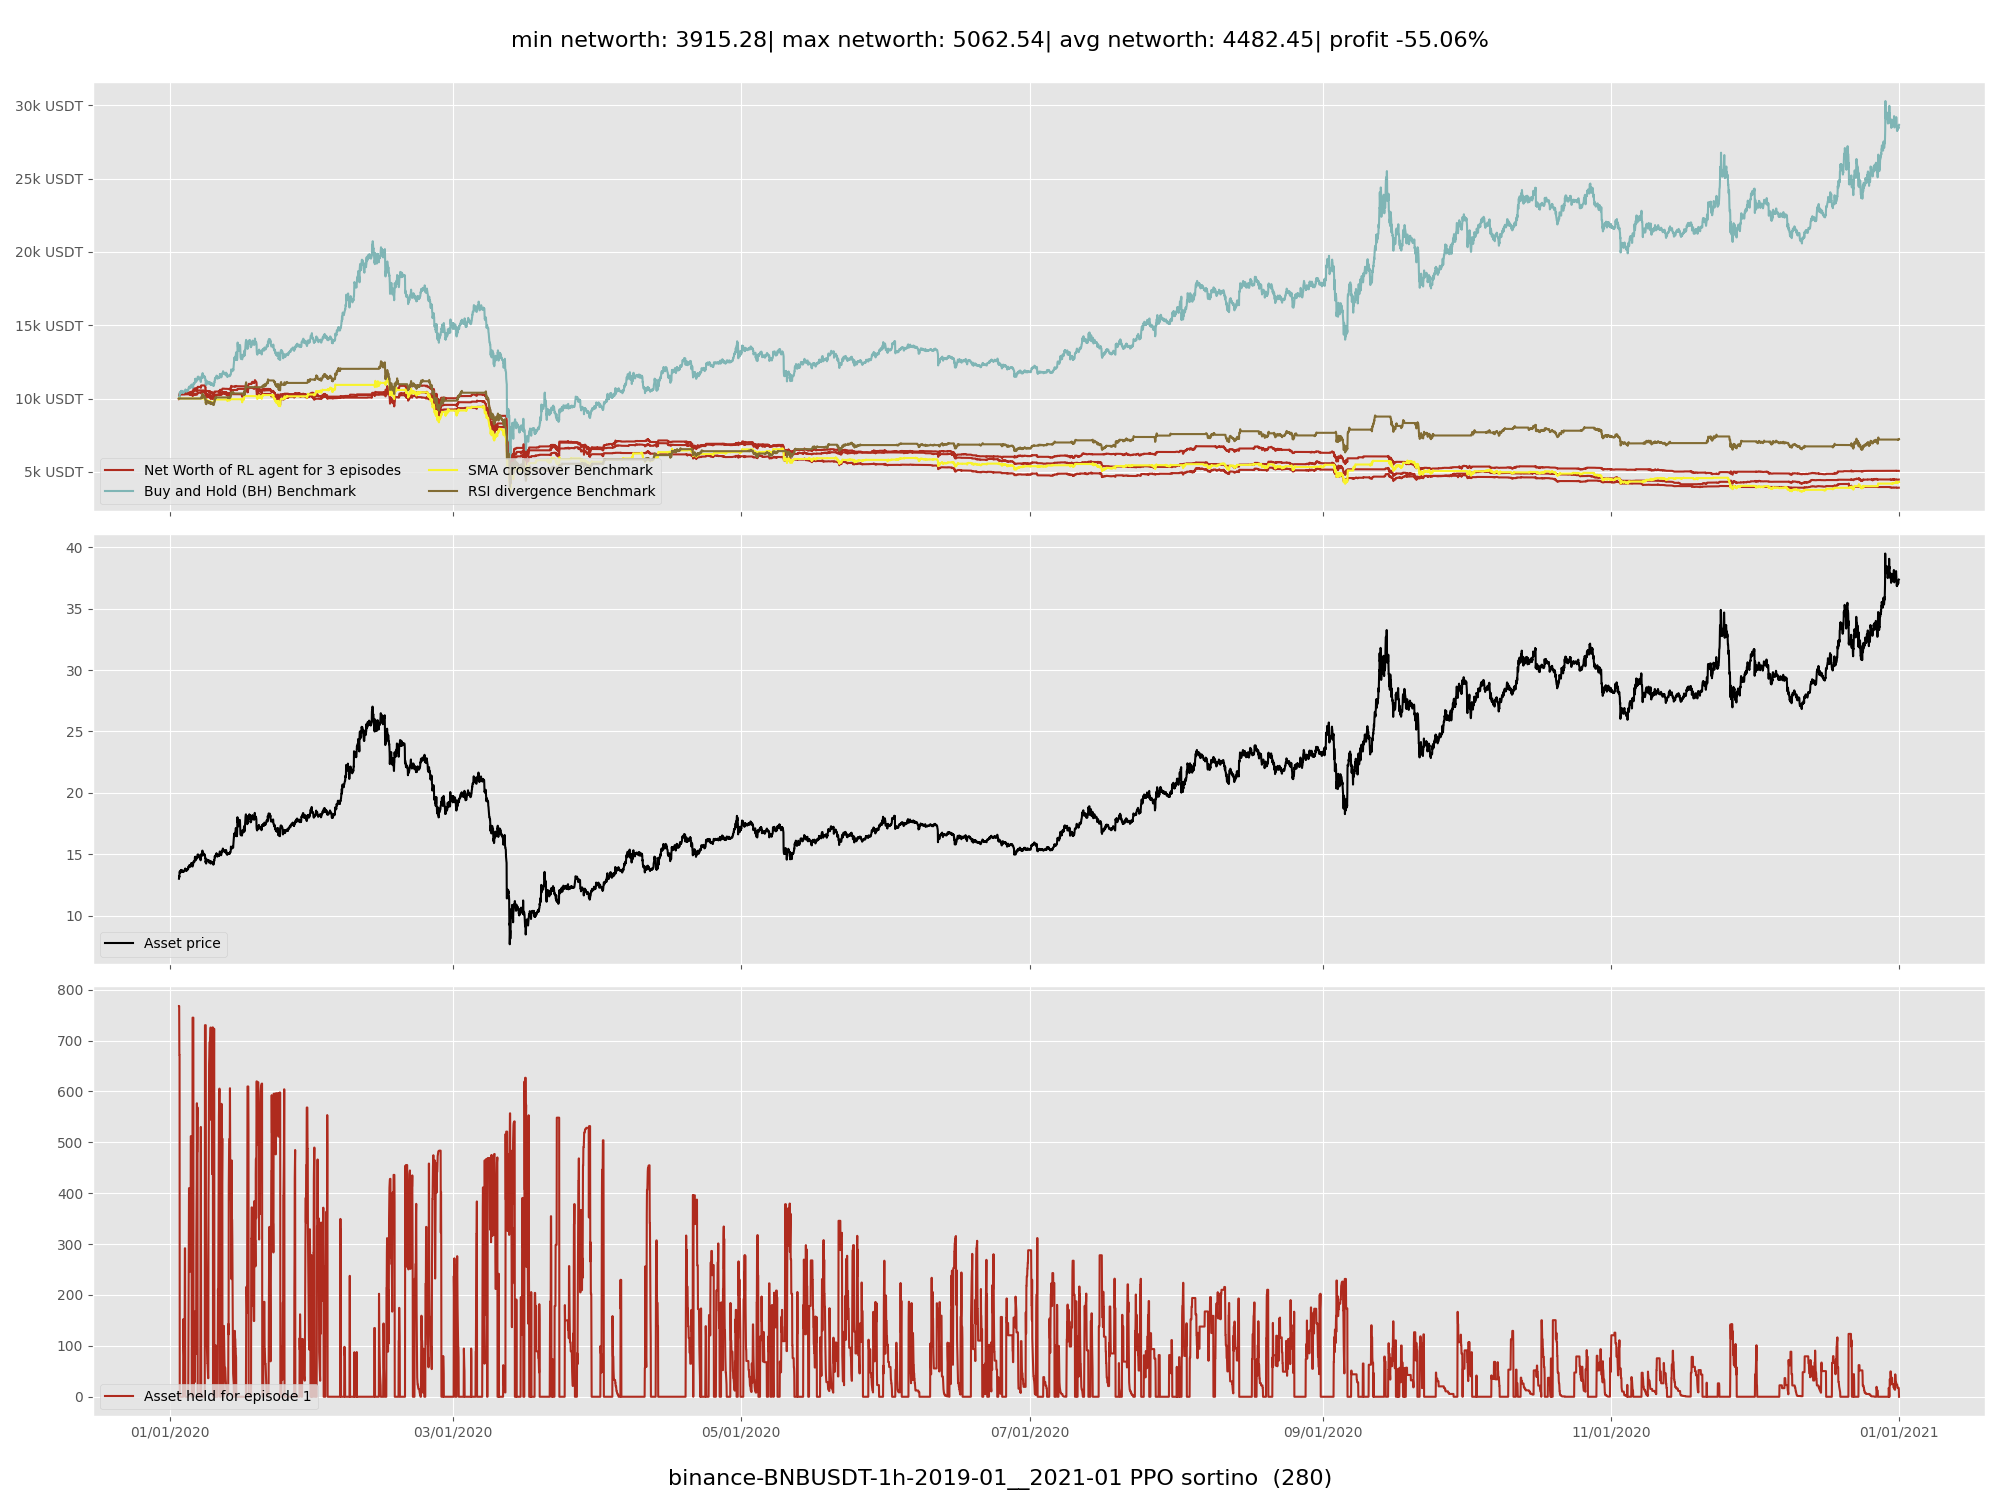 min networth: 3915.28| max networth: 5062.54| avg networth: 4482.45| profit -55.06%
30k USDT
25k USDT
20k USDT
15k USDT
10k USDT
5k USDT
Net Worth of RL agent for 3 episodes
Buy and Hold (BH) Benchmark
SMA crossover Benchmark
RSI divergence Benchmark
40
35
30
25
20
15
10
Asset price
800
700
600
500
400
300
200
100
0
Asset held for episode 1
01/01/2020
03/01/2020
05/01/2020
07/01/2020
09/01/2020
11/01/2020
01/01/2021
binance-BNBUSDT-1h-2019-01__2021-01 PPO sortino  (280)